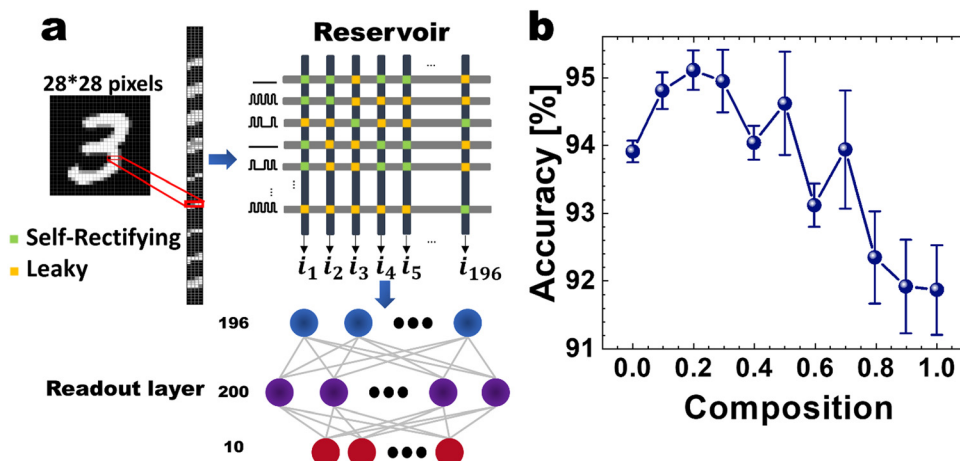 a
28*28 pixels
Self-Rectifying
Leaky
Reservoir
...
...
...
...
i1 i2 i3 i4 i5 i196
196
Readout layer 200
10
b
Accuracy [%]
95
94
93
92
91
0.0 0.2 0.4 0.6 0.8 1.0
Composition